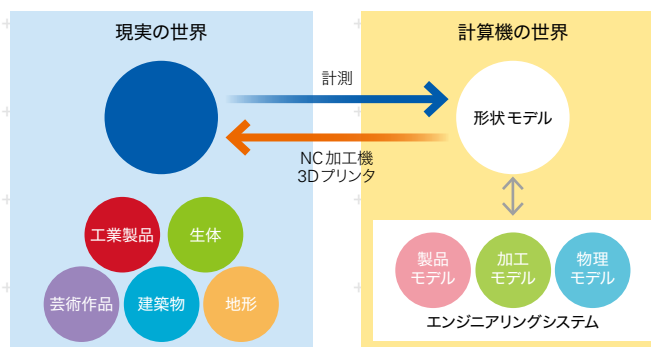 現実の世界
計算機の世界
計測
形状モデル
NC加工機
3Dプリンタ
工業製品
生体
芸術作品
建築物
地形
製品
モデル
加工
モデル
物理
モデル
エンジニアリングシステム